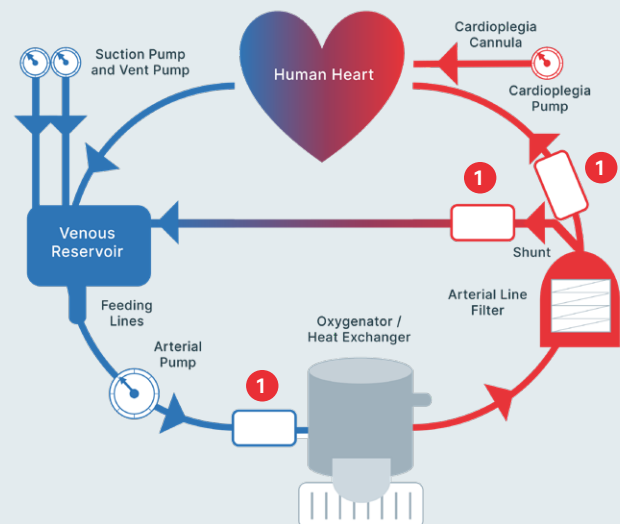 Suction Pump
and Vent Pump
Human Heart
Cardioplegia
Cannula
Cardioplegia
Pump
1
1
Venous
Reservoir
Shunt
Feeding
Lines
Arterial Line
Filter
Oxygenator /
Heat Exchanger
Arterial
Pump
1